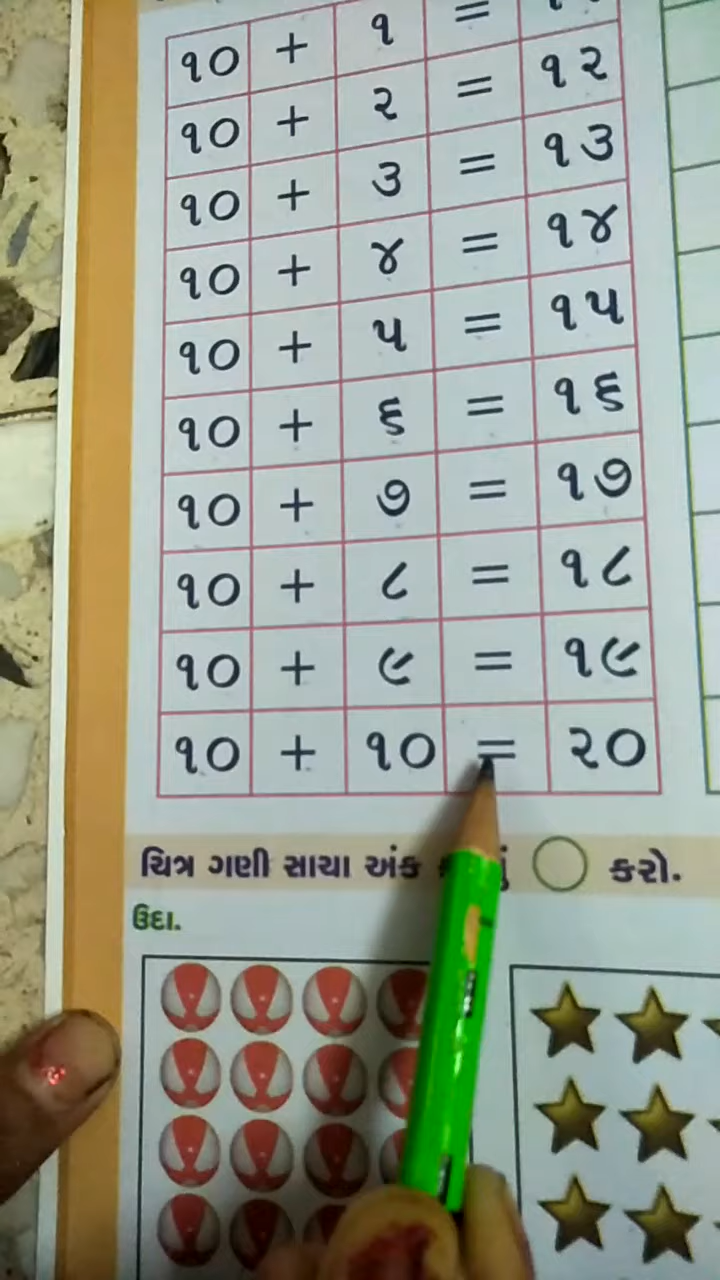 ૧૦ + ૧ =
૧૦ + ૨ = ૧૨
૧૦ + ૩ = ૧૩
૧૦ + ૪ = ૧૪
૧૦ + ૫ = ૧૫
૧૦ + ૬ = ૧૬
૧૦ + ૭ = ૧૭
૧૦ + ૮ = ૧૮
૧૦ + ૯ = ૧૯
૧૦ + ૧૦ = ૨૦
ચિત્ર ગણી સાચા અંક કરો.
ઉદા.